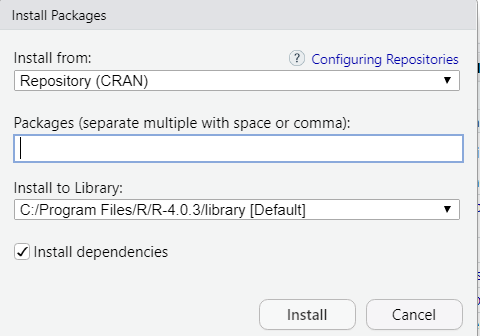 Install Packages
Install from:
? Configuring Repositories
Repository (CRAN)
Packages (separate multiple with space or comma):
Install to Library:
C:/Program Files/R/R-4.0.3/library [Default]
Install dependencies
Install Cancel